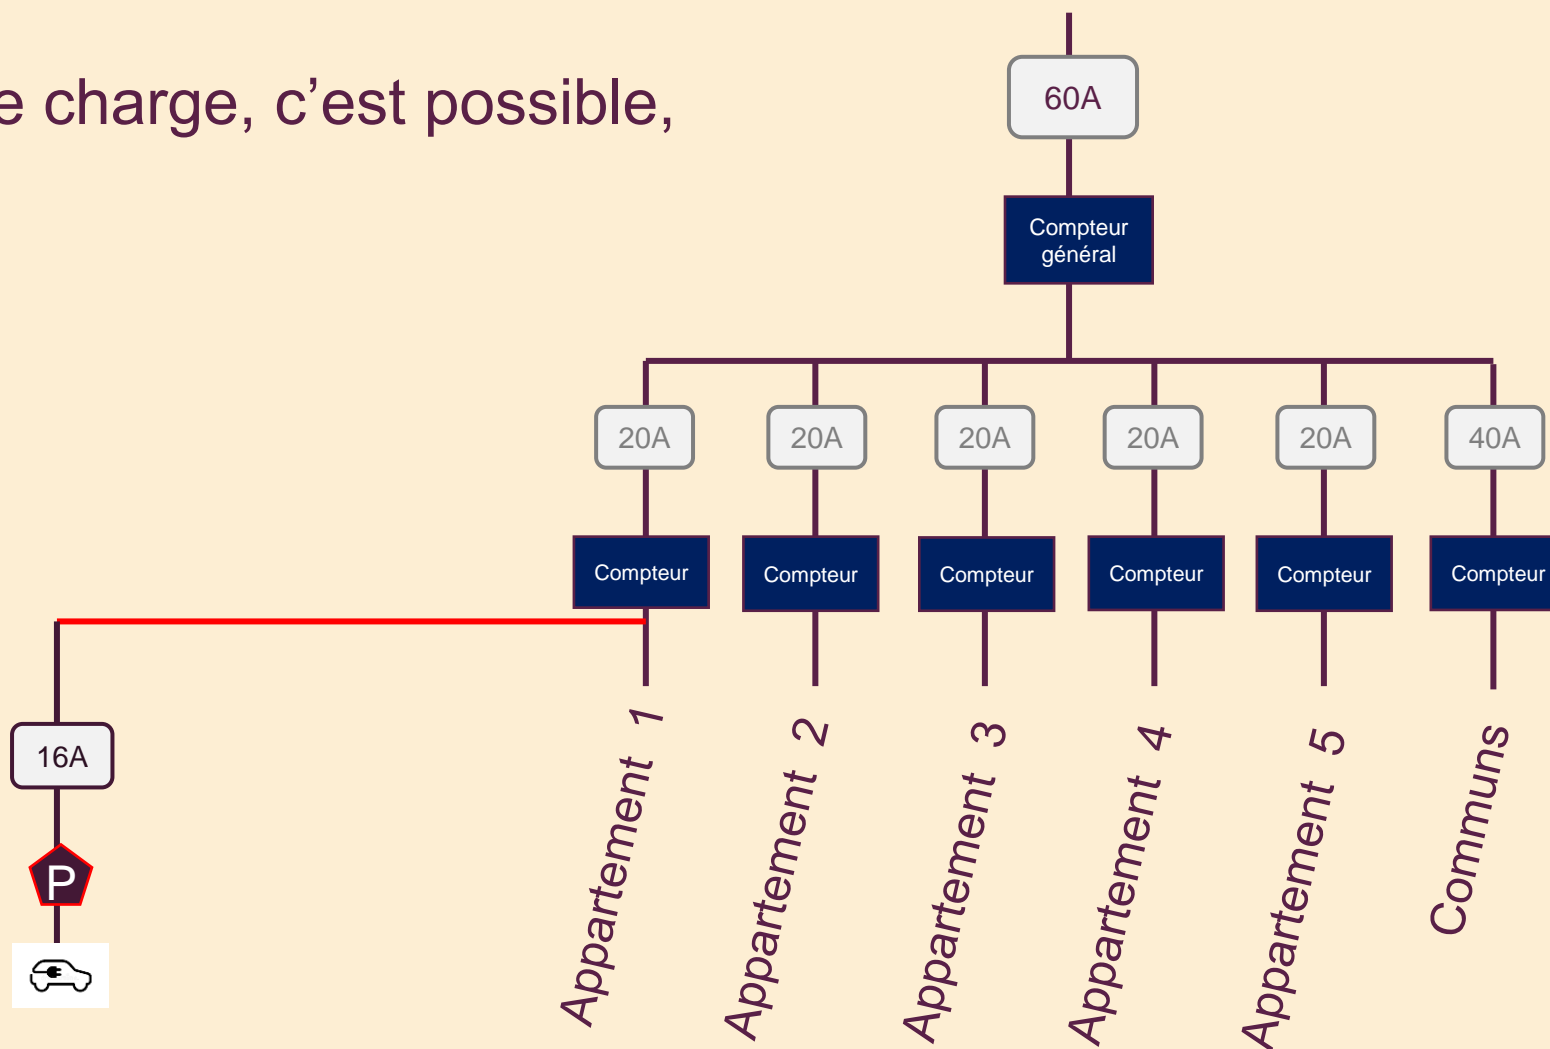 e charge, c’est possible,
60A
Compteur
général
20A
20A
20A
20A
20A
40A
Compteur
Compteur
Compteur
Compteur
Compteur
Compteur
16A
P
Appartement 1
Appartement 2
Appartement 3
Appartement 4
Appartement 5
Communs